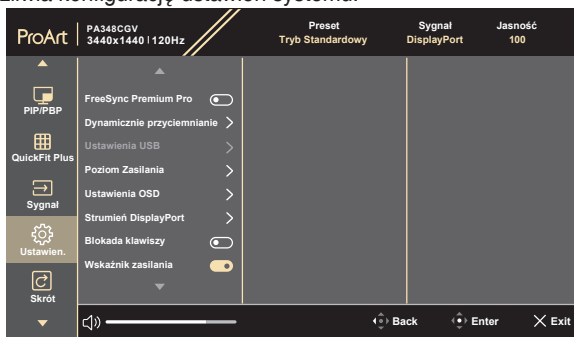 liwia konfigurację ustawień systemu.
ProArt
PA348CGV
3440x1440 120Hz
Preset
Tryb Standardowy
Sygnał
DisplayPort
Jasność
100
PIP/PBP
QuickFit Plus
Sygnał
Ustawien.
Skrót
FreeSync Premium Pro
Dynamicznie przyciemnianie
Ustawienia USB
Poziom Zasilania
Ustawienia OSD
Strumień DisplayPort
Blokada klawiszy
Wskaźnik zasilania
Back
Enter
Exit